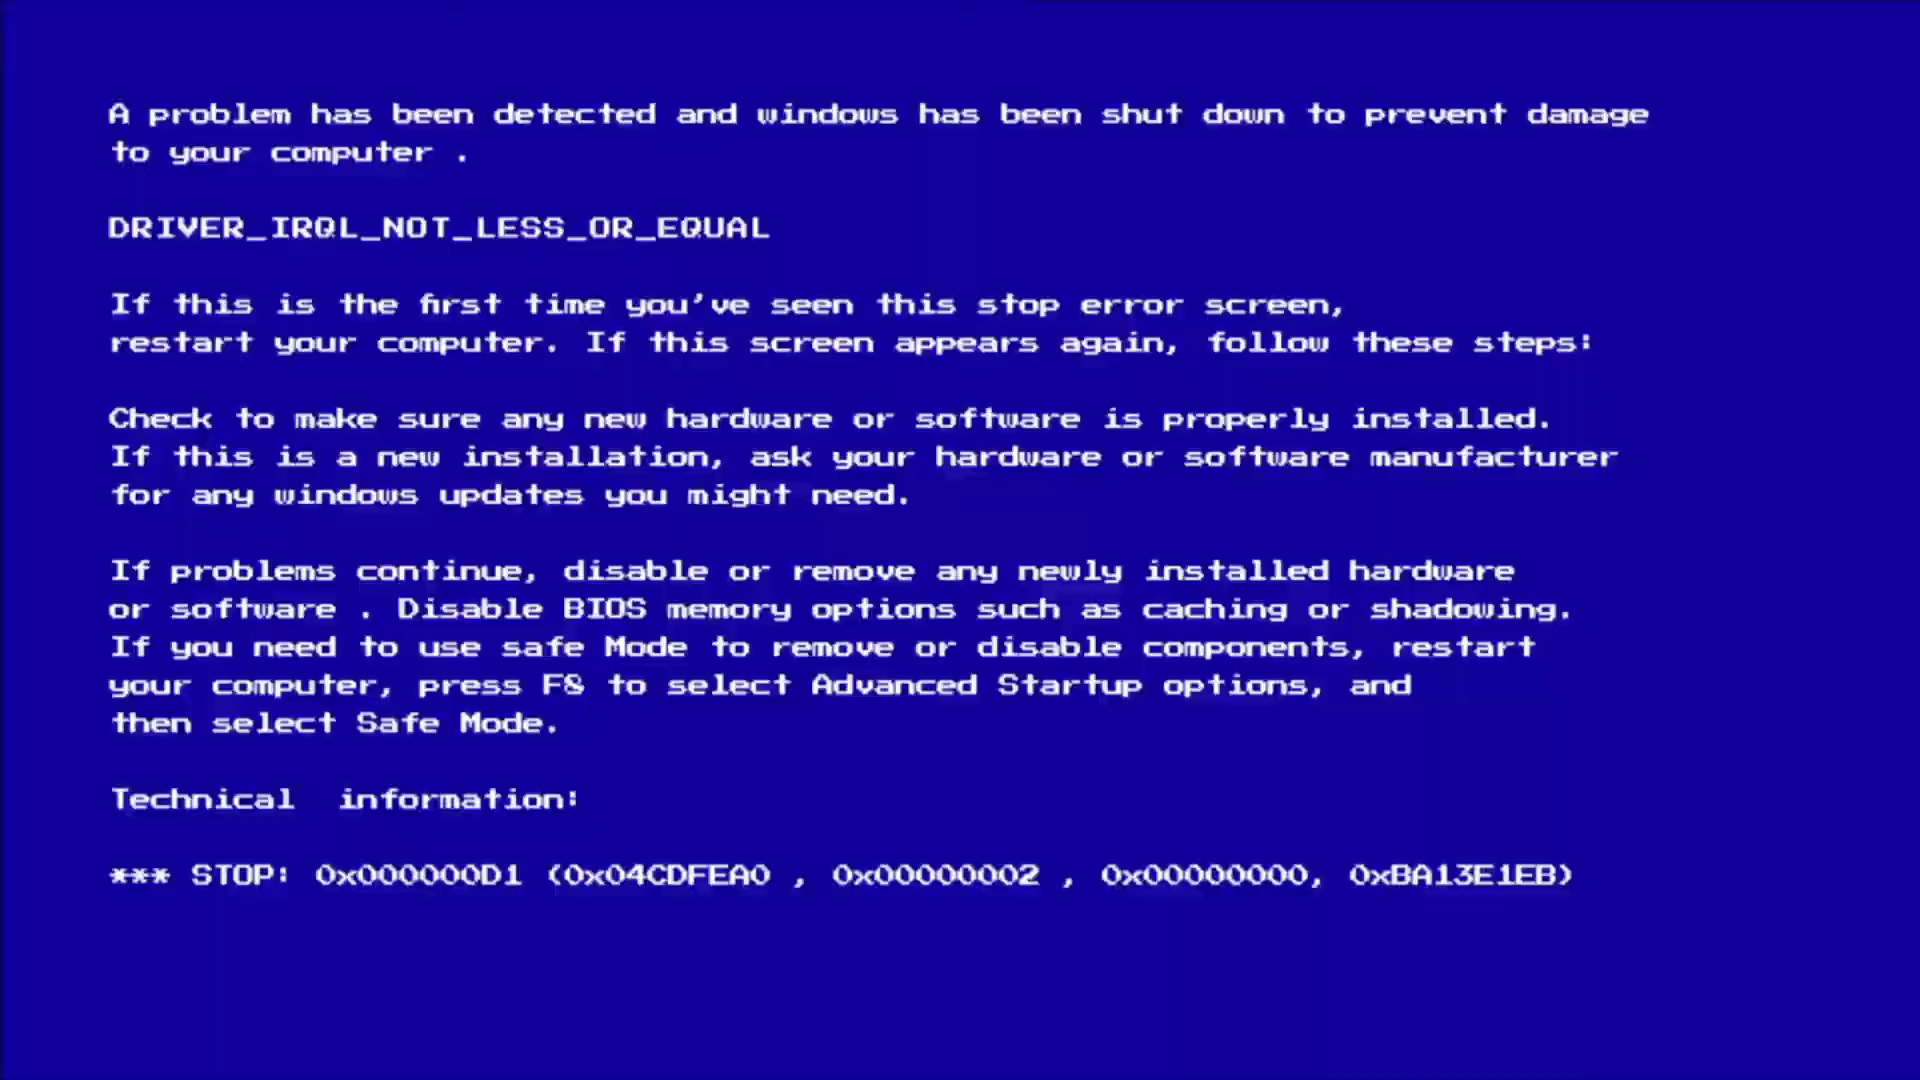 A problem has been detected and windows has been shut down to prevent damage
to your computer .
DRIVER_IRQL_NOT_LESS_OR_EQUAL
If this is the first time you've seen this stop error screen,
restart your computer. If this screen appears again, follow these steps:
Check to make sure any new hardware or software is properly installed.
If this is a new installation, ask your hardware or software manufacturer
for any windows updates you might need.
If problems continue, disable or remove any newly installed hardware
or software . Disable BIOS memory options such as caching or shadowing.
If you need to use safe Mode to remove or disable components, restart
your computer, press F& to select Advanced Startup options, and
then select Safe Mode.
Technical  information:
*** STOP: 0x000000D1 (0x04CDFEA0 , 0x00000002 , 0x00000000, 0xBA13E1EB)